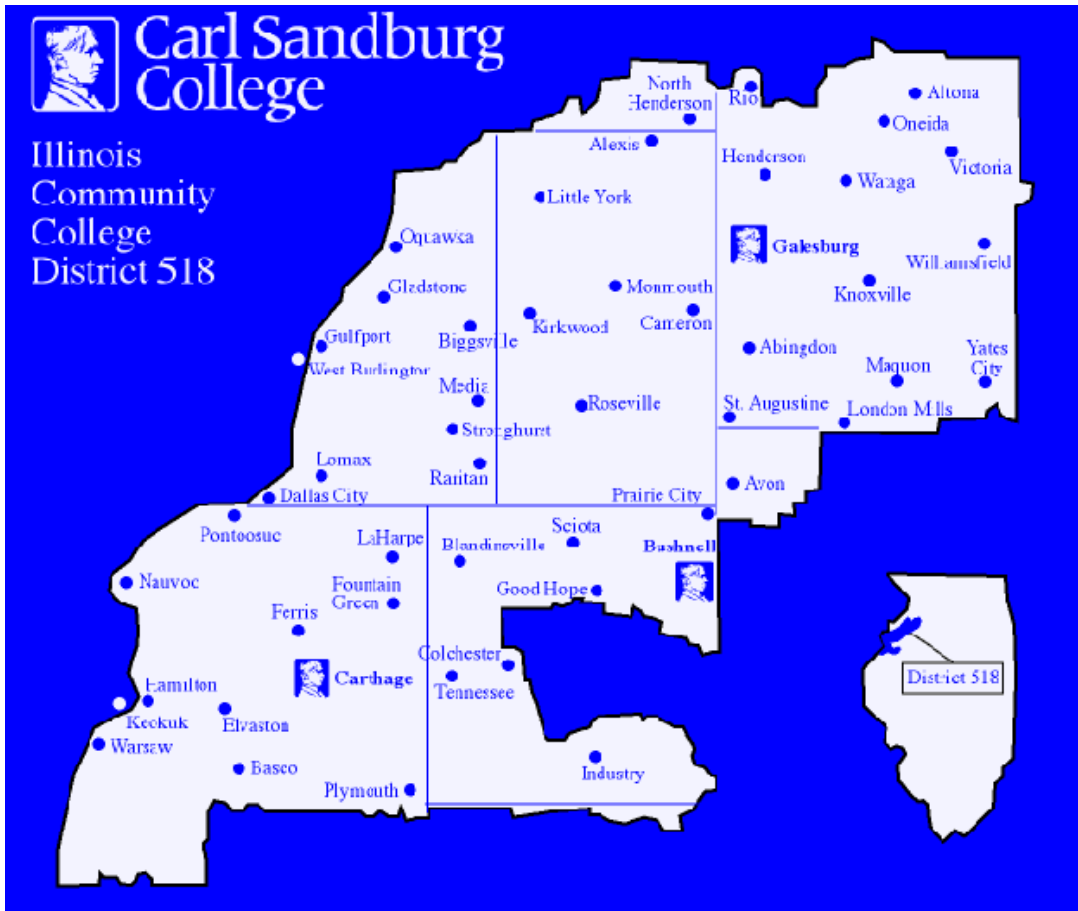 Carl Sandburg
College
Illinois
Community
College
District 518
North
Henderson
Rio
Altona
Oneida
Alexis
Henderson
Victoria
Wataga
Little York
Oquawka
Galesburg
Williamsfield
Gladstone
Monmouth
Knoxville
Kirkwood
Cameron
Gulfport
Biggsville
Abingdon
Yates
City
West Burlington
Maquon
Media
Roseville
St. Augustine
London Mills
Stronghurst
Lomax
Raritan
Avon
Dallas City
Prairie City
Pontoosuc
LaHarpe
Sciota
Blandinsville
Bushnell
Nauvoo
Fountain
Green
Good Hope
Ferris
Colchester
Carthage
Tennessee
District 518
Hamilton
Keokuk
Elvaston
Warsaw
Basco
Industry
Plymouth